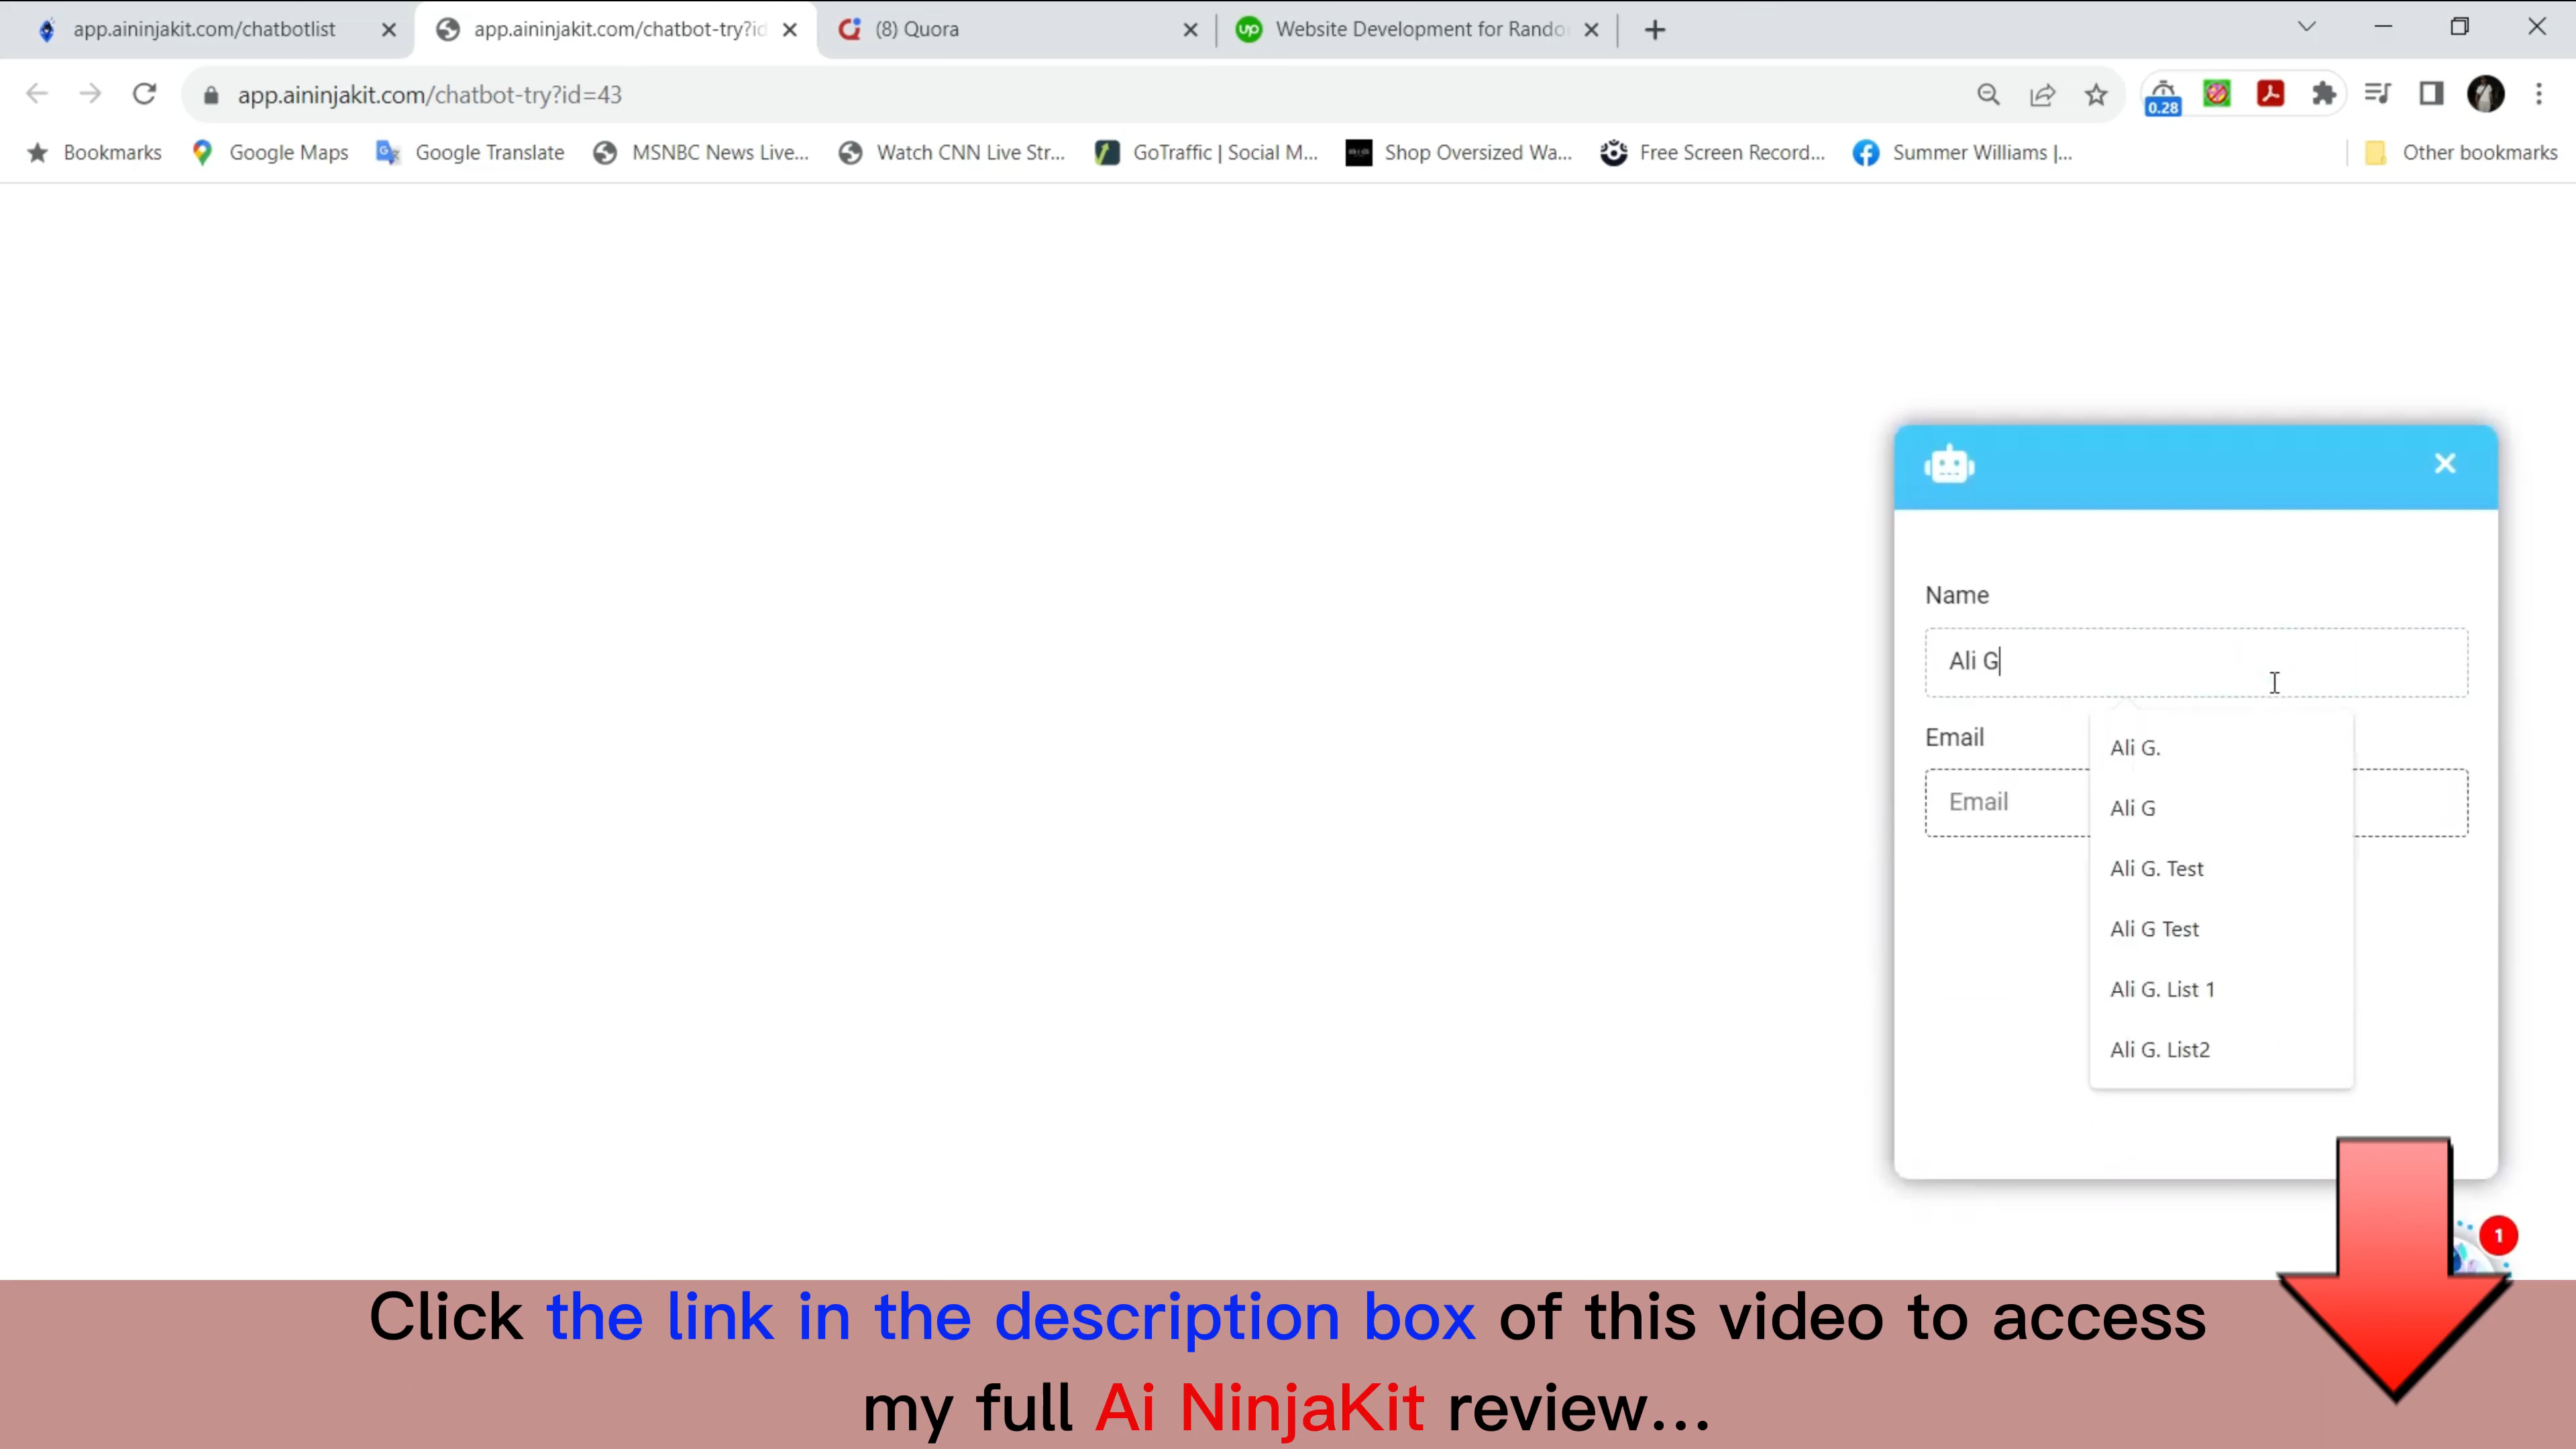 app.aininjakit.com/chatbotlist
app.aininjakit.com/chatbot-try?id
(8) Quora
Website Development for Rando
app.aininjakit.com/chatbot-try?id=43
0.28
Bookmarks
Google Maps
Google Translate
MSNBC News Live...
Watch CNN Live Str...
GoTraffic | Social M...
Shop Oversized Wa...
Free Screen Record...
Summer Williams |...
Other bookmarks
Name
Ali G
Email
Email
Ali G.
Ali G
Ali G. Test
Ali G Test
Ali G. List 1
Ali G. List2
1
Click the link in the description box of this video to access
my full Ai NinjaKit review...